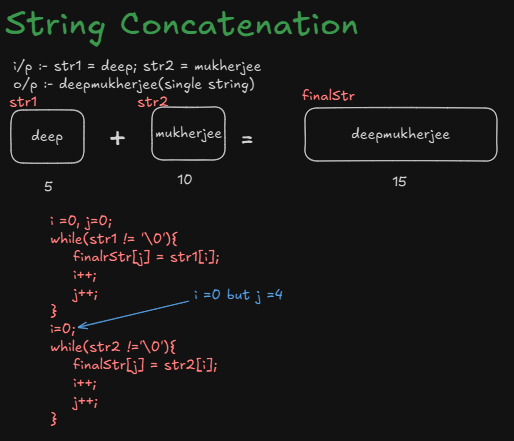 String Concatenation
i/p :- str1 = deep; str2 = mukherjee
o/p :- deepmukherjee(single string)
str1
str2
finalStr
deep
+
mukherjee
=
deepmukherjee
5
10
15
i =0, j=0;
while(str1 != '\0'){
finalrStr[j] = str1[i];
i++;
j++;
}
i =0 but j =4
i=0;
while(str2 !='\0'){
finalStr[j] = str2[i];
i++;
j++;
}